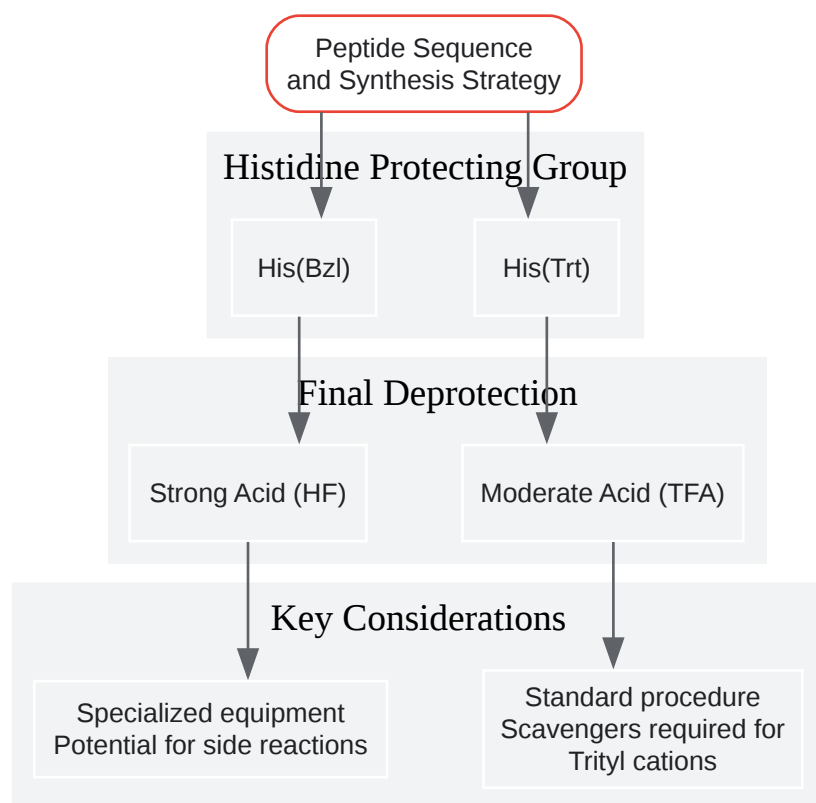 Peptide Sequence
and Synthesis Strategy
Histidine Protecting Group
His(Bzl)
His(Trt)
Final Deprotection
Strong Acid (HF)
Moderate Acid (TFA)
Key Considerations
Specialized equipment
Potential for side reactions
Standard procedure
Scavengers required for
Trityl cations